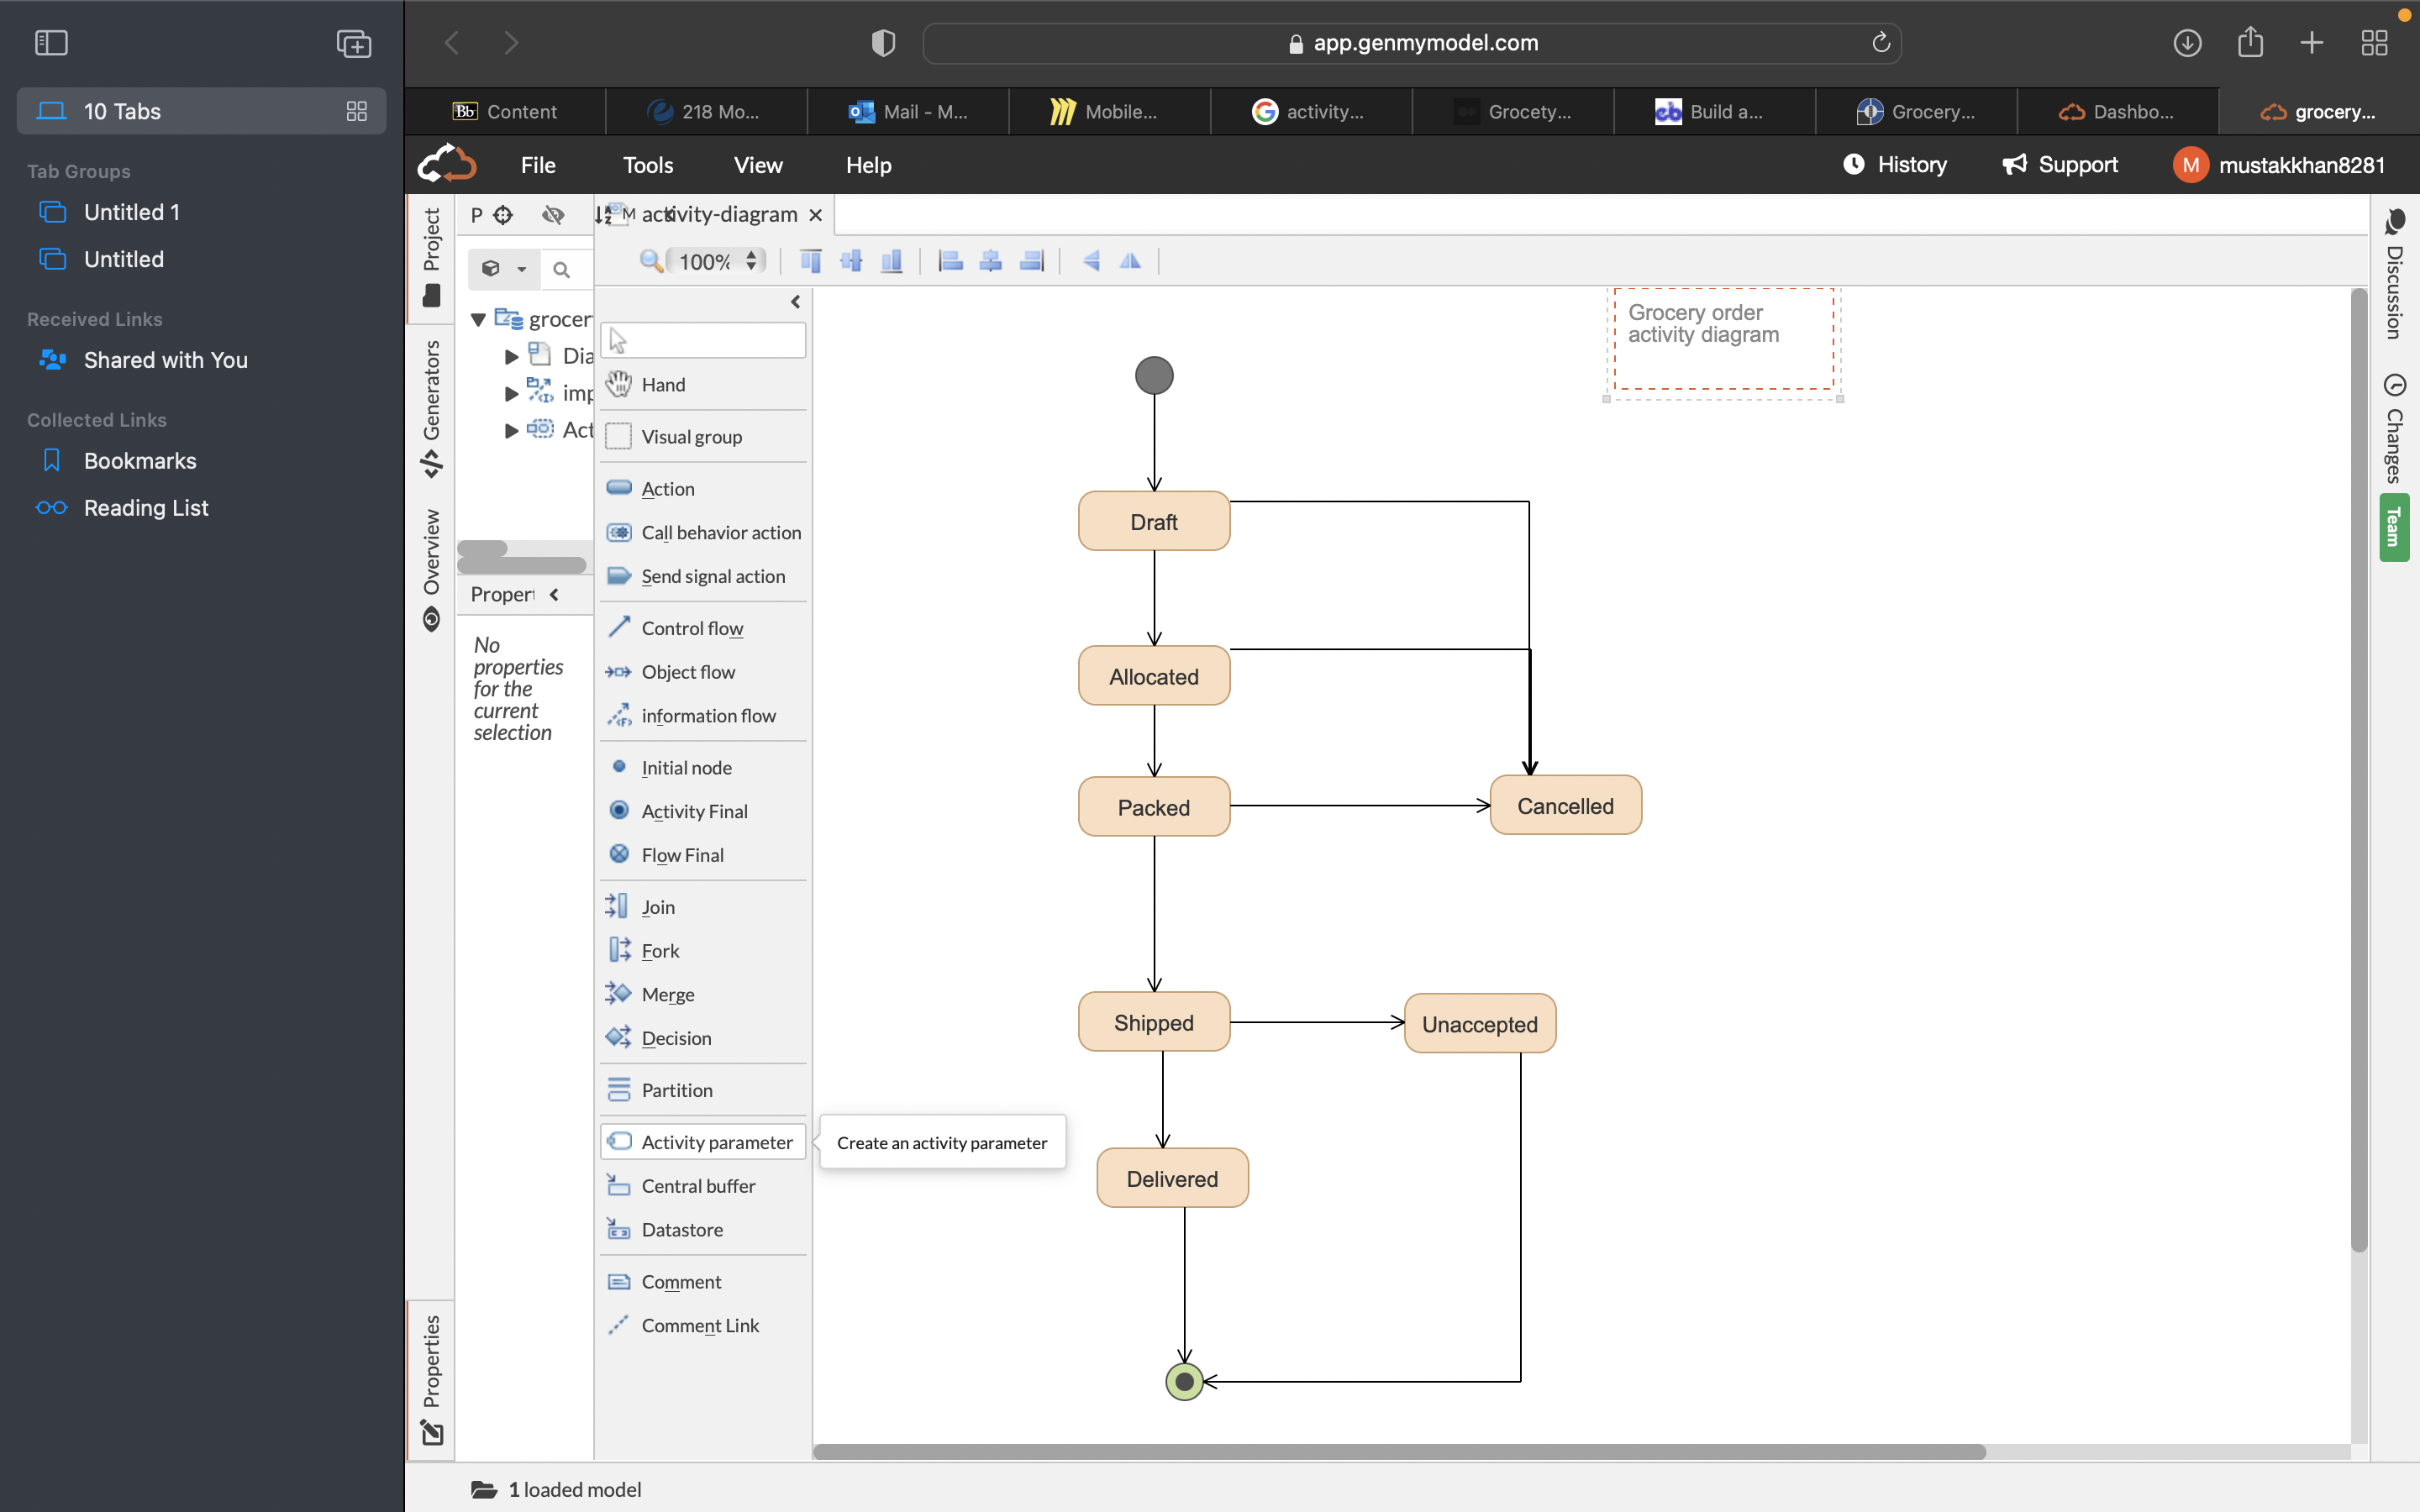 app.genmymodel.com
10 Tabs
Tab Groups
Untitled 1
Untitled
Received Links
Shared with You
Collected Links
Bookmarks
Reading List
Bb Content
218 Mo...
Mail - M...
Mobile...
activity...
Grocety...
Build a...
Grocery...
Dashbo...
grocery...
File
Tools
View
Help
History
Support
M mustakkhan8281
Project
Generators
Overview
Properties
P
M activity-diagram
100%
grocer
Dia
imp
Act
Proper
No
properties
for the
current
selection
Hand
Visual group
Action
Call behavior action
Send signal action
Control flow
Object flow
information flow
Initial node
Activity Final
Flow Final
Join
Fork
Merge
Decision
Partition
Activity parameter
Create an activity parameter
Central buffer
Datastore
Comment
Comment Link
Grocery order
activity diagram
Draft
Allocated
Packed
Cancelled
Shipped
Unaccepted
Delivered
Discussion
Changes
Team
1 loaded model